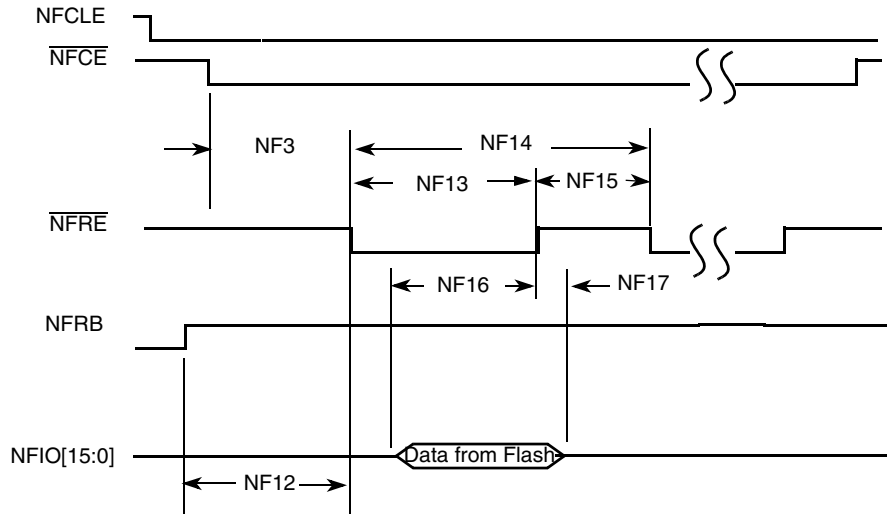 NFCLE
NFCE
NF3
NF14
NF13
NF15
NFRE
NF16
NF17
NFRB
NFIO[15:0]
Data from Flash
NF12